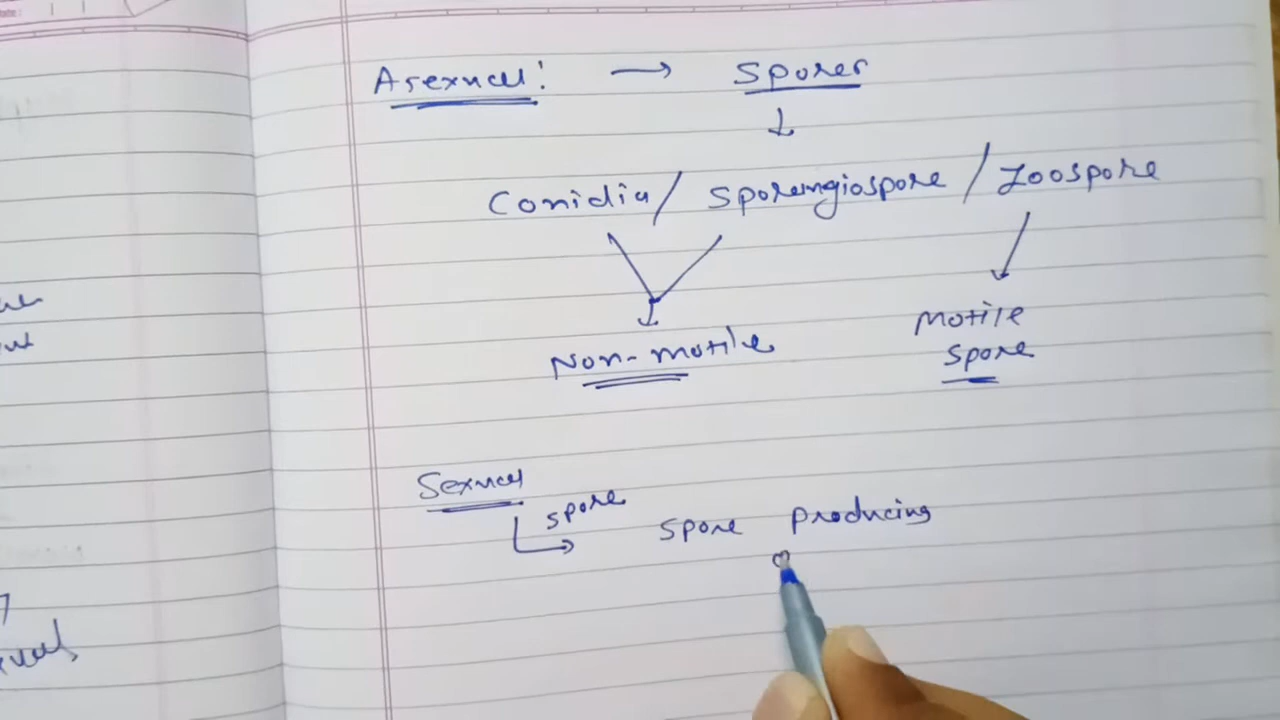 Asexual: → Spores
↓
Conidia / Sporangiospore / Zoospore
Non-motile
Motile
Spore
Sexual
spore
Spore producing